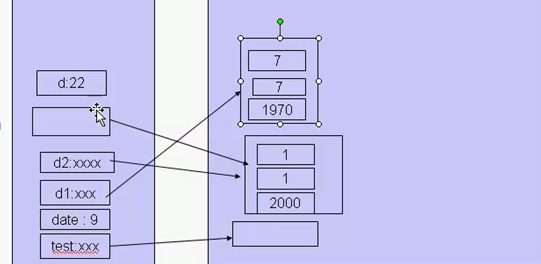 d:22
d2:xxxx
d1:xxx
date : 9
test:xxx
7
7
1970
1
1
2000